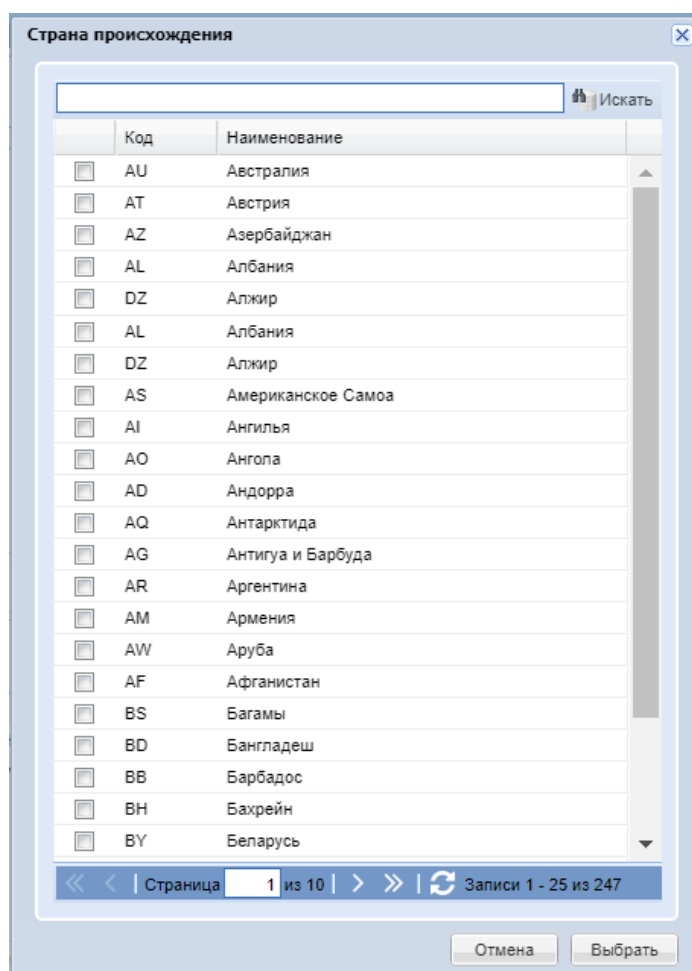 Страна происхождения
Искать
Код Наименование
AU Австралия
AT Австрия
AZ Азербайджан
AL Албания
DZ Алжир
AL Албания
DZ Алжир
AS Американское Самоа
AI Ангилья
AO Ангола
AD Андорра
AQ Антарктида
AG Антигуа и Барбуда
AR Аргентина
AM Армения
AW Аруба
AF Афганистан
BS Багамы
BD Бангладеш
BB Барбадос
BH Бахрейн
BY Беларусь
Страница 1 из 10 Записи 1 - 25 из 247
Отмена Выбрать